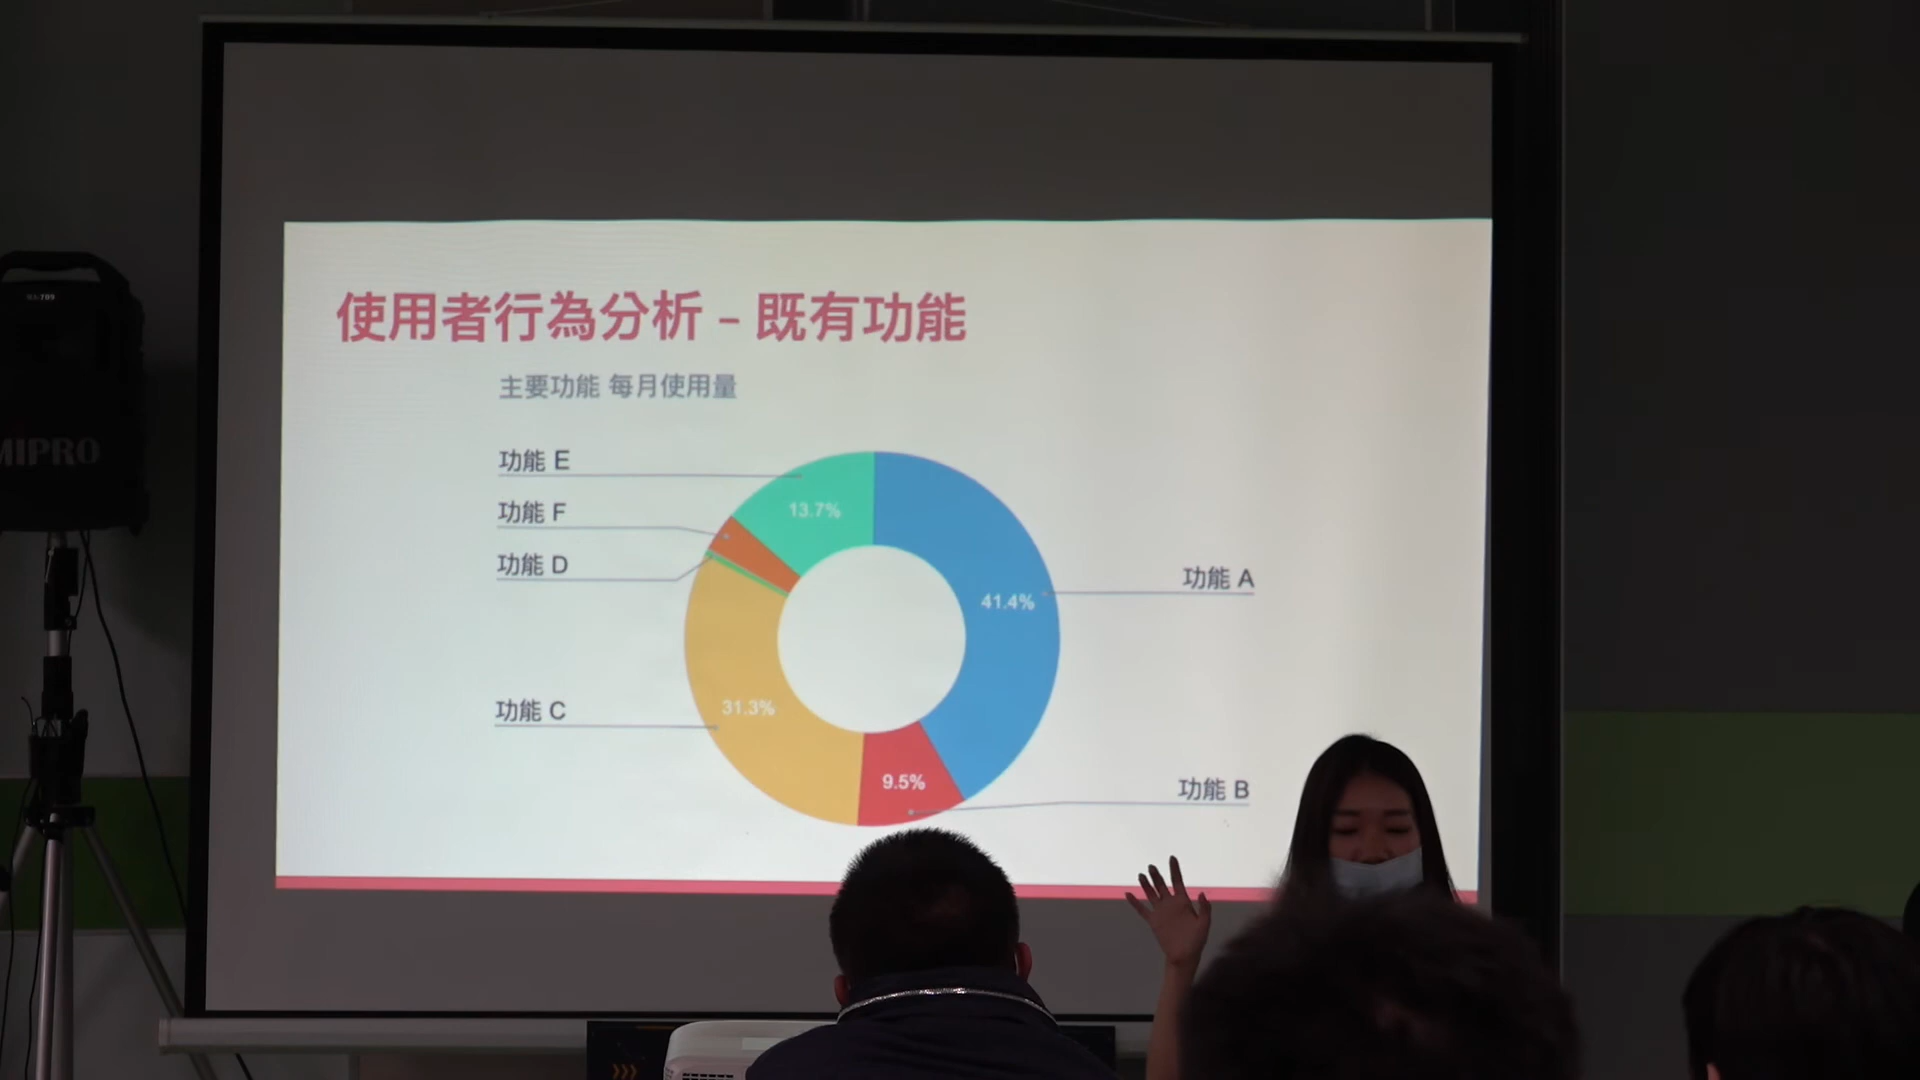 使用者行為分析 – 既有功能
主要功能 每月使用量
功能 E
功能 F
功能 D
功能 C
功能 A
功能 B
13.7%
41.4%
31.3%
9.5%
MIPRO